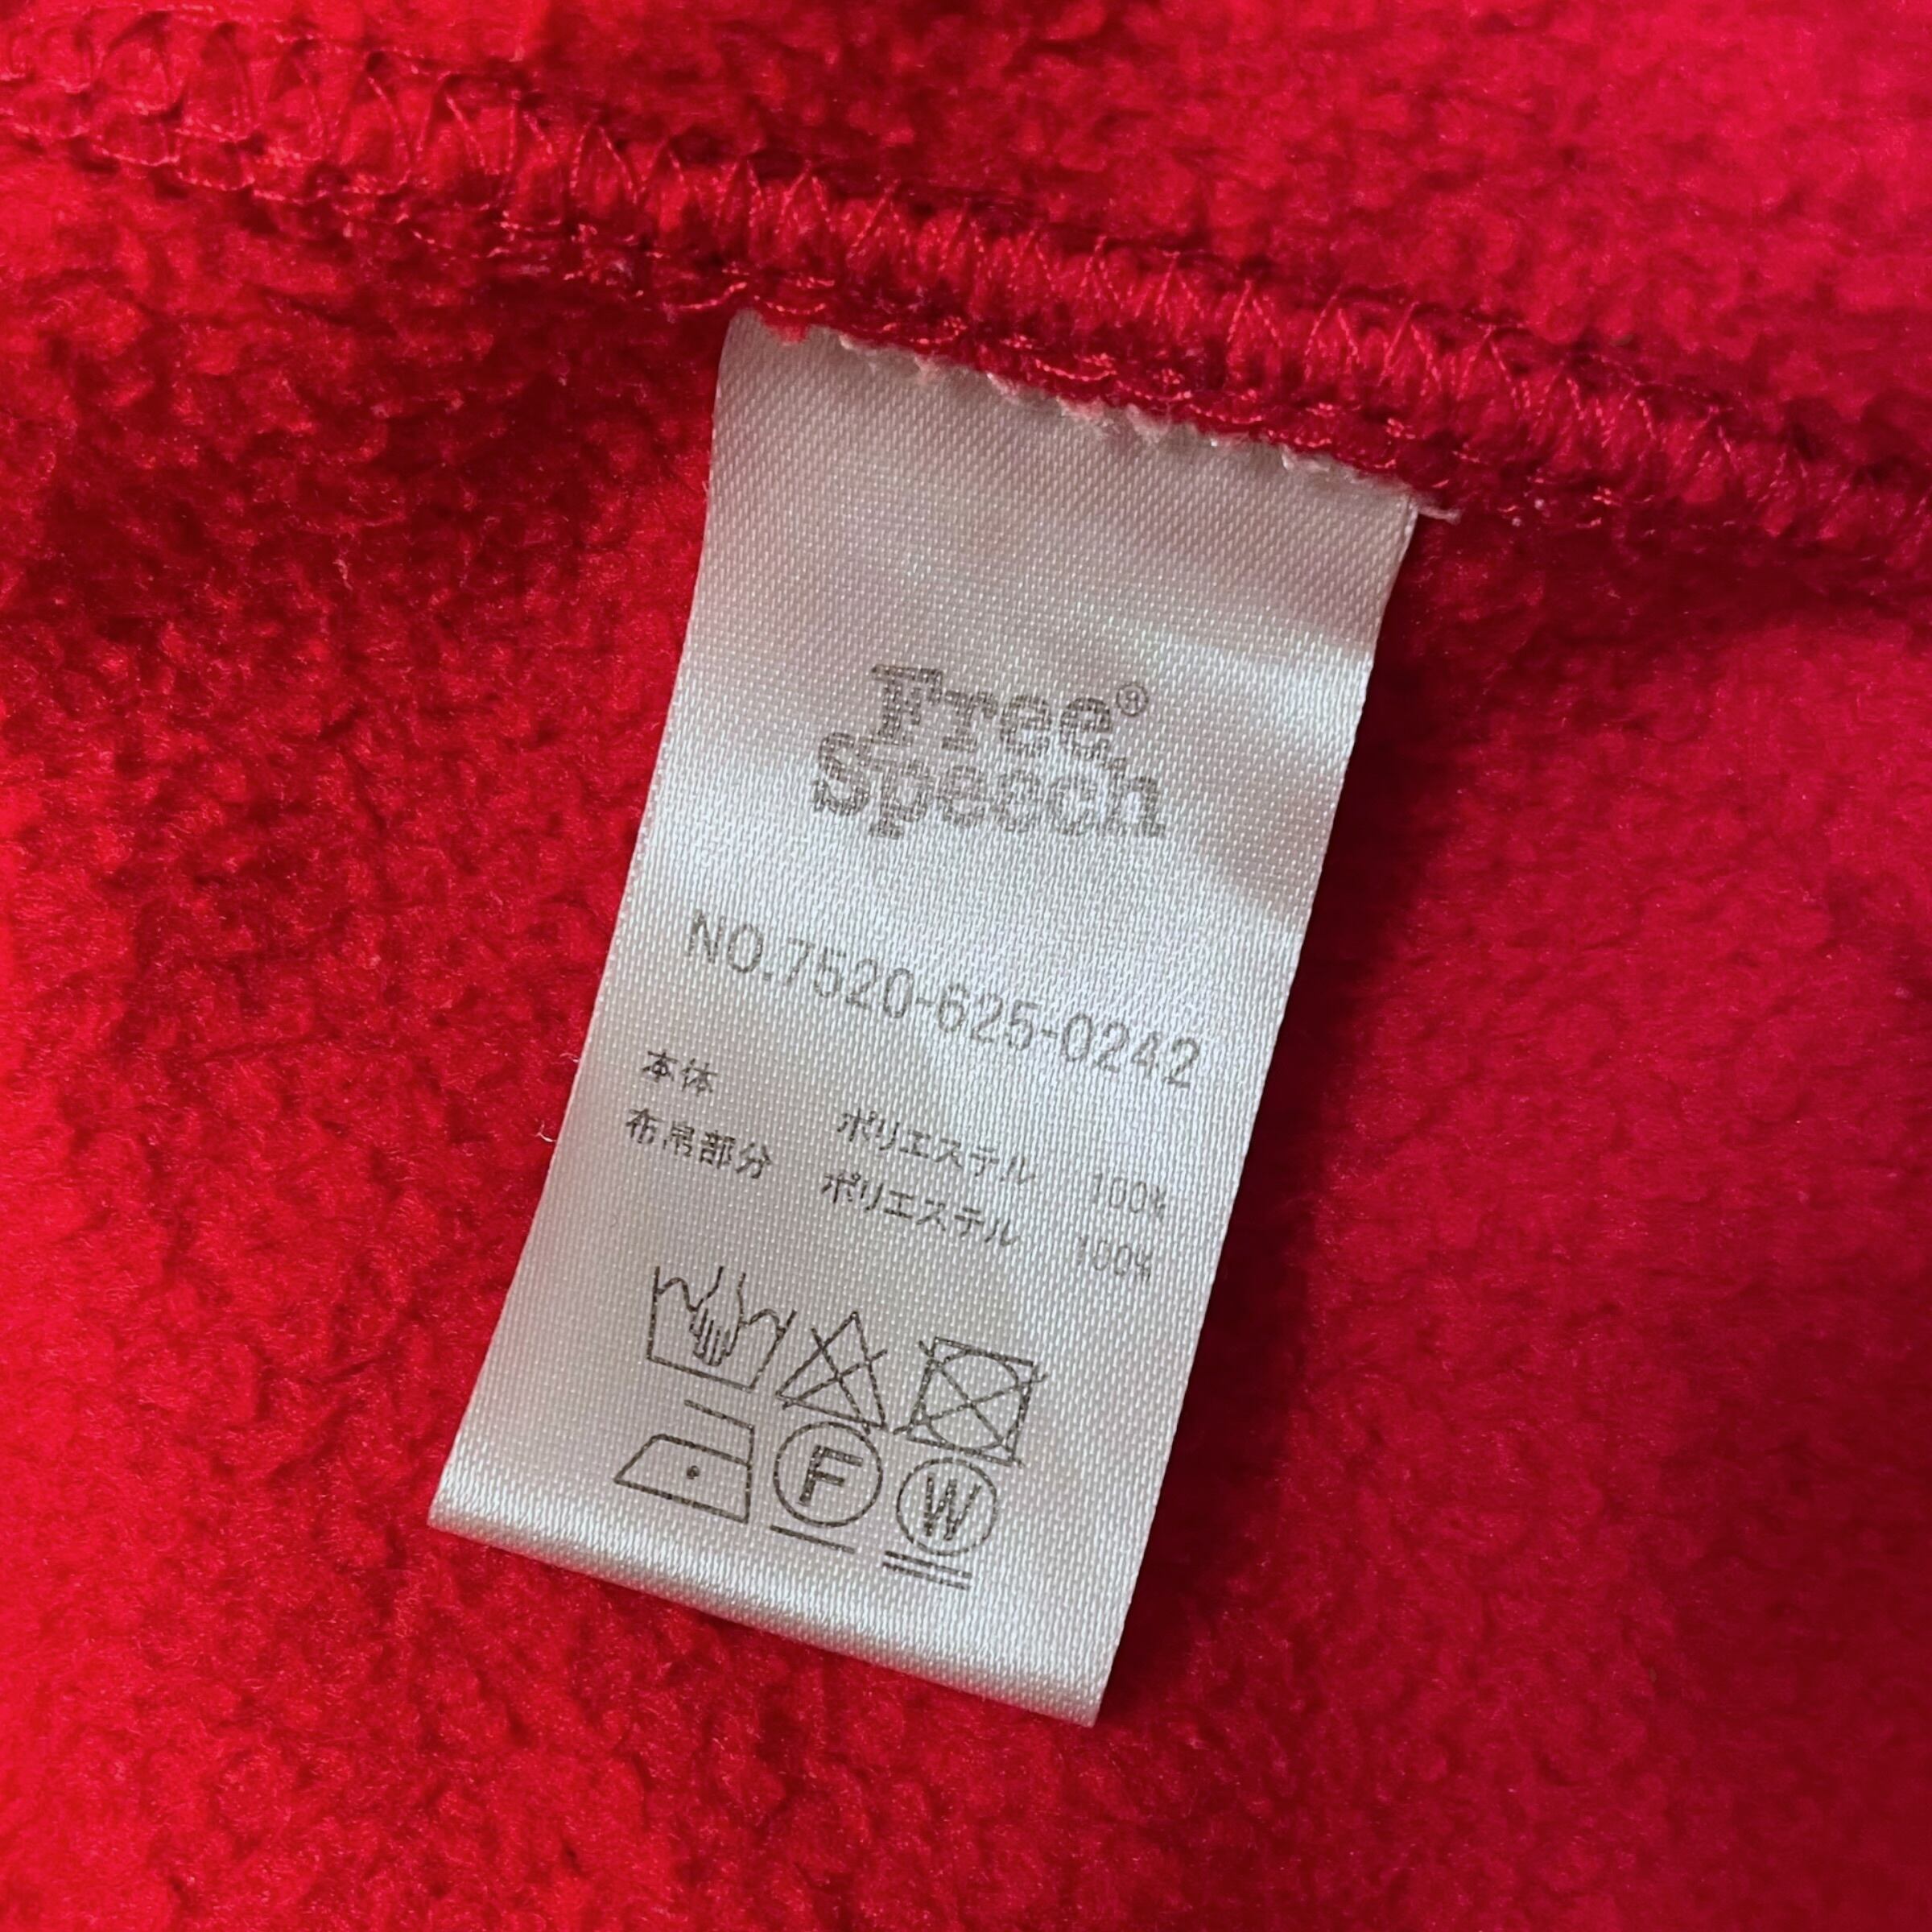 Free®
Speech
NO.7520-625-0242
本体 ポリエステル 100%
布帛部分 ポリエステル 100%
F
W